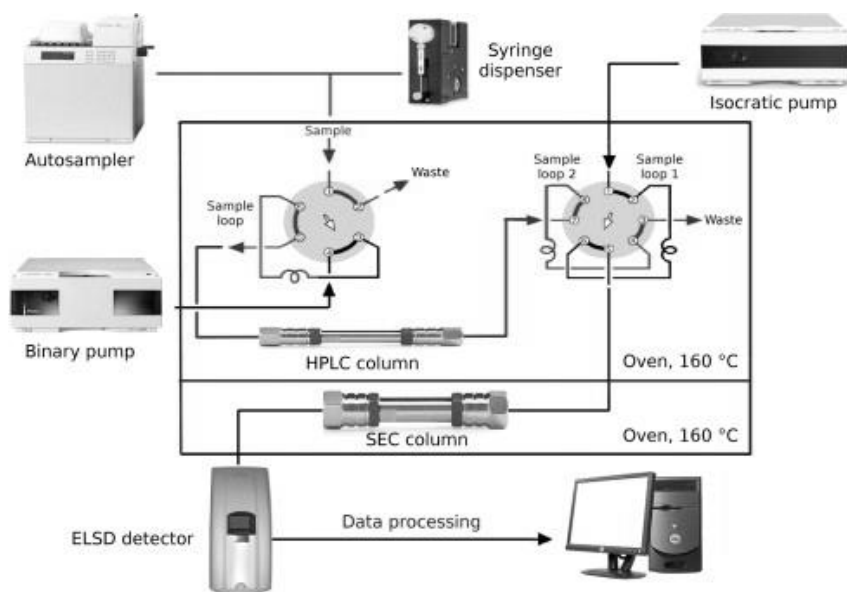 Syringe
dispenser
Isocratic pump
Autosampler
Sample
Waste
Sample
loop
Sample
loop 2
Sample
loop 1
Waste
Binary pump
HPLC column
Oven, 160 °C
SEC column
Oven, 160 °C
ELSD detector
Data processing